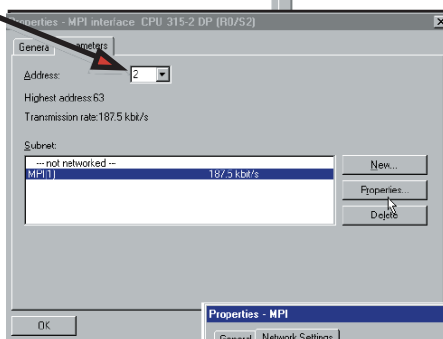 roperties - MPI interface CPU 315-2 DP (R0/S2)
Genera
ameters
Address: 2
Highest address:63
Transmission rate:187.5 kbit/s
Subnet:
--- not networked ---
MPI(1) 187.5 kbit/s
New...
Properties...
Delete
OK
Properties - MPI
General Network Settings